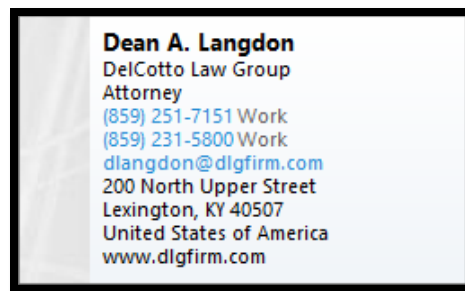 Dean A. Langdon
DelCotto Law Group
Attorney
(859) 251-7151 Work
(859) 231-5800 Work
dlangdon@dlgfirm.com
200 North Upper Street
Lexington, KY 40507
United States of America
www.dlgfirm.com